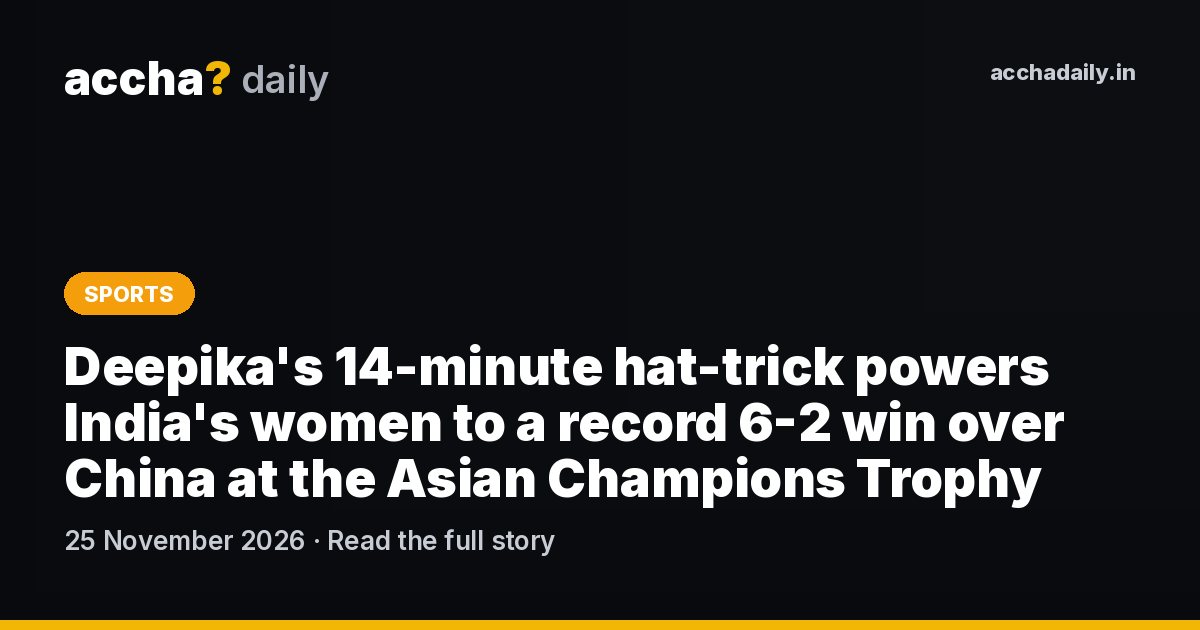 accha? daily
acchadaily.in
SPORTS
Deepika's 14-minute hat-trick powers
India's women to a record 6-2 win over
China at the Asian Champions Trophy
25 November 2026 · Read the full story